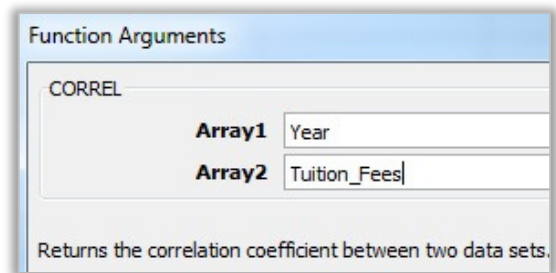 Function Arguments
CORREL
Array1 Year
Array2 Tuition_Fees
Returns the correlation coefficient between two data sets.